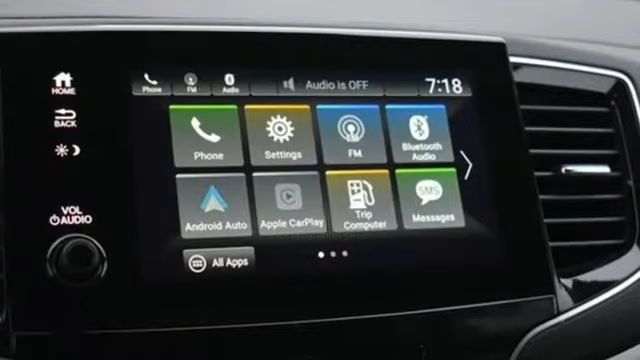 HOME
BACK
VOL
AUDIO
Phone
FM
Audio
Audio is OFF
7:18
Phone
Settings
FM
Bluetooth
Audio
Android Auto
Apple CarPlay
Trip
Computer
SMS
Messages
All Apps